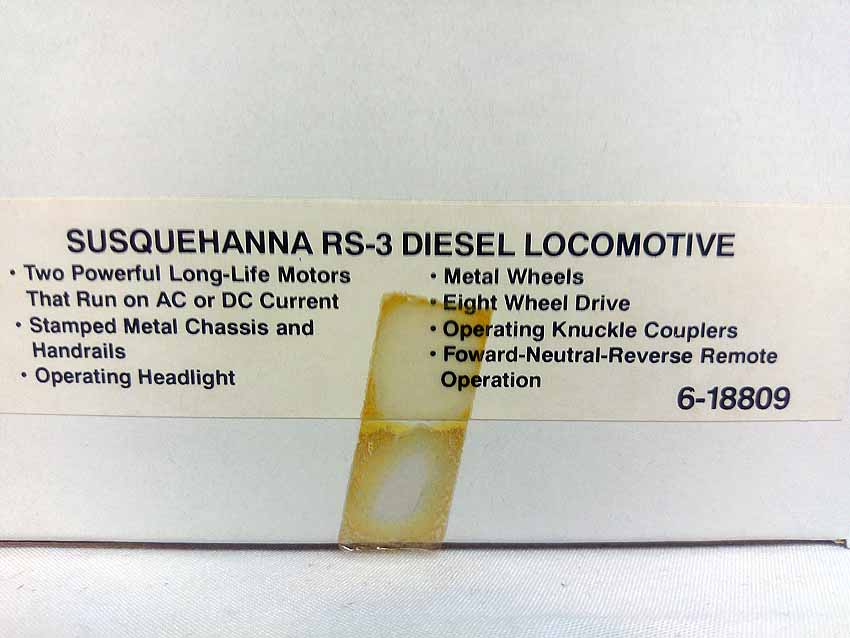 SUSQUEHANNA RS-3 DIESEL LOCOMOTIVE
• Two Powerful Long-Life Motors
That Run on AC or DC Current
• Stamped Metal Chassis and
Handrails
• Operating Headlight
• Metal Wheels
• Eight Wheel Drive
• Operating Knuckle Couplers
• Foward-Neutral-Reverse Remote
Operation
6-18809